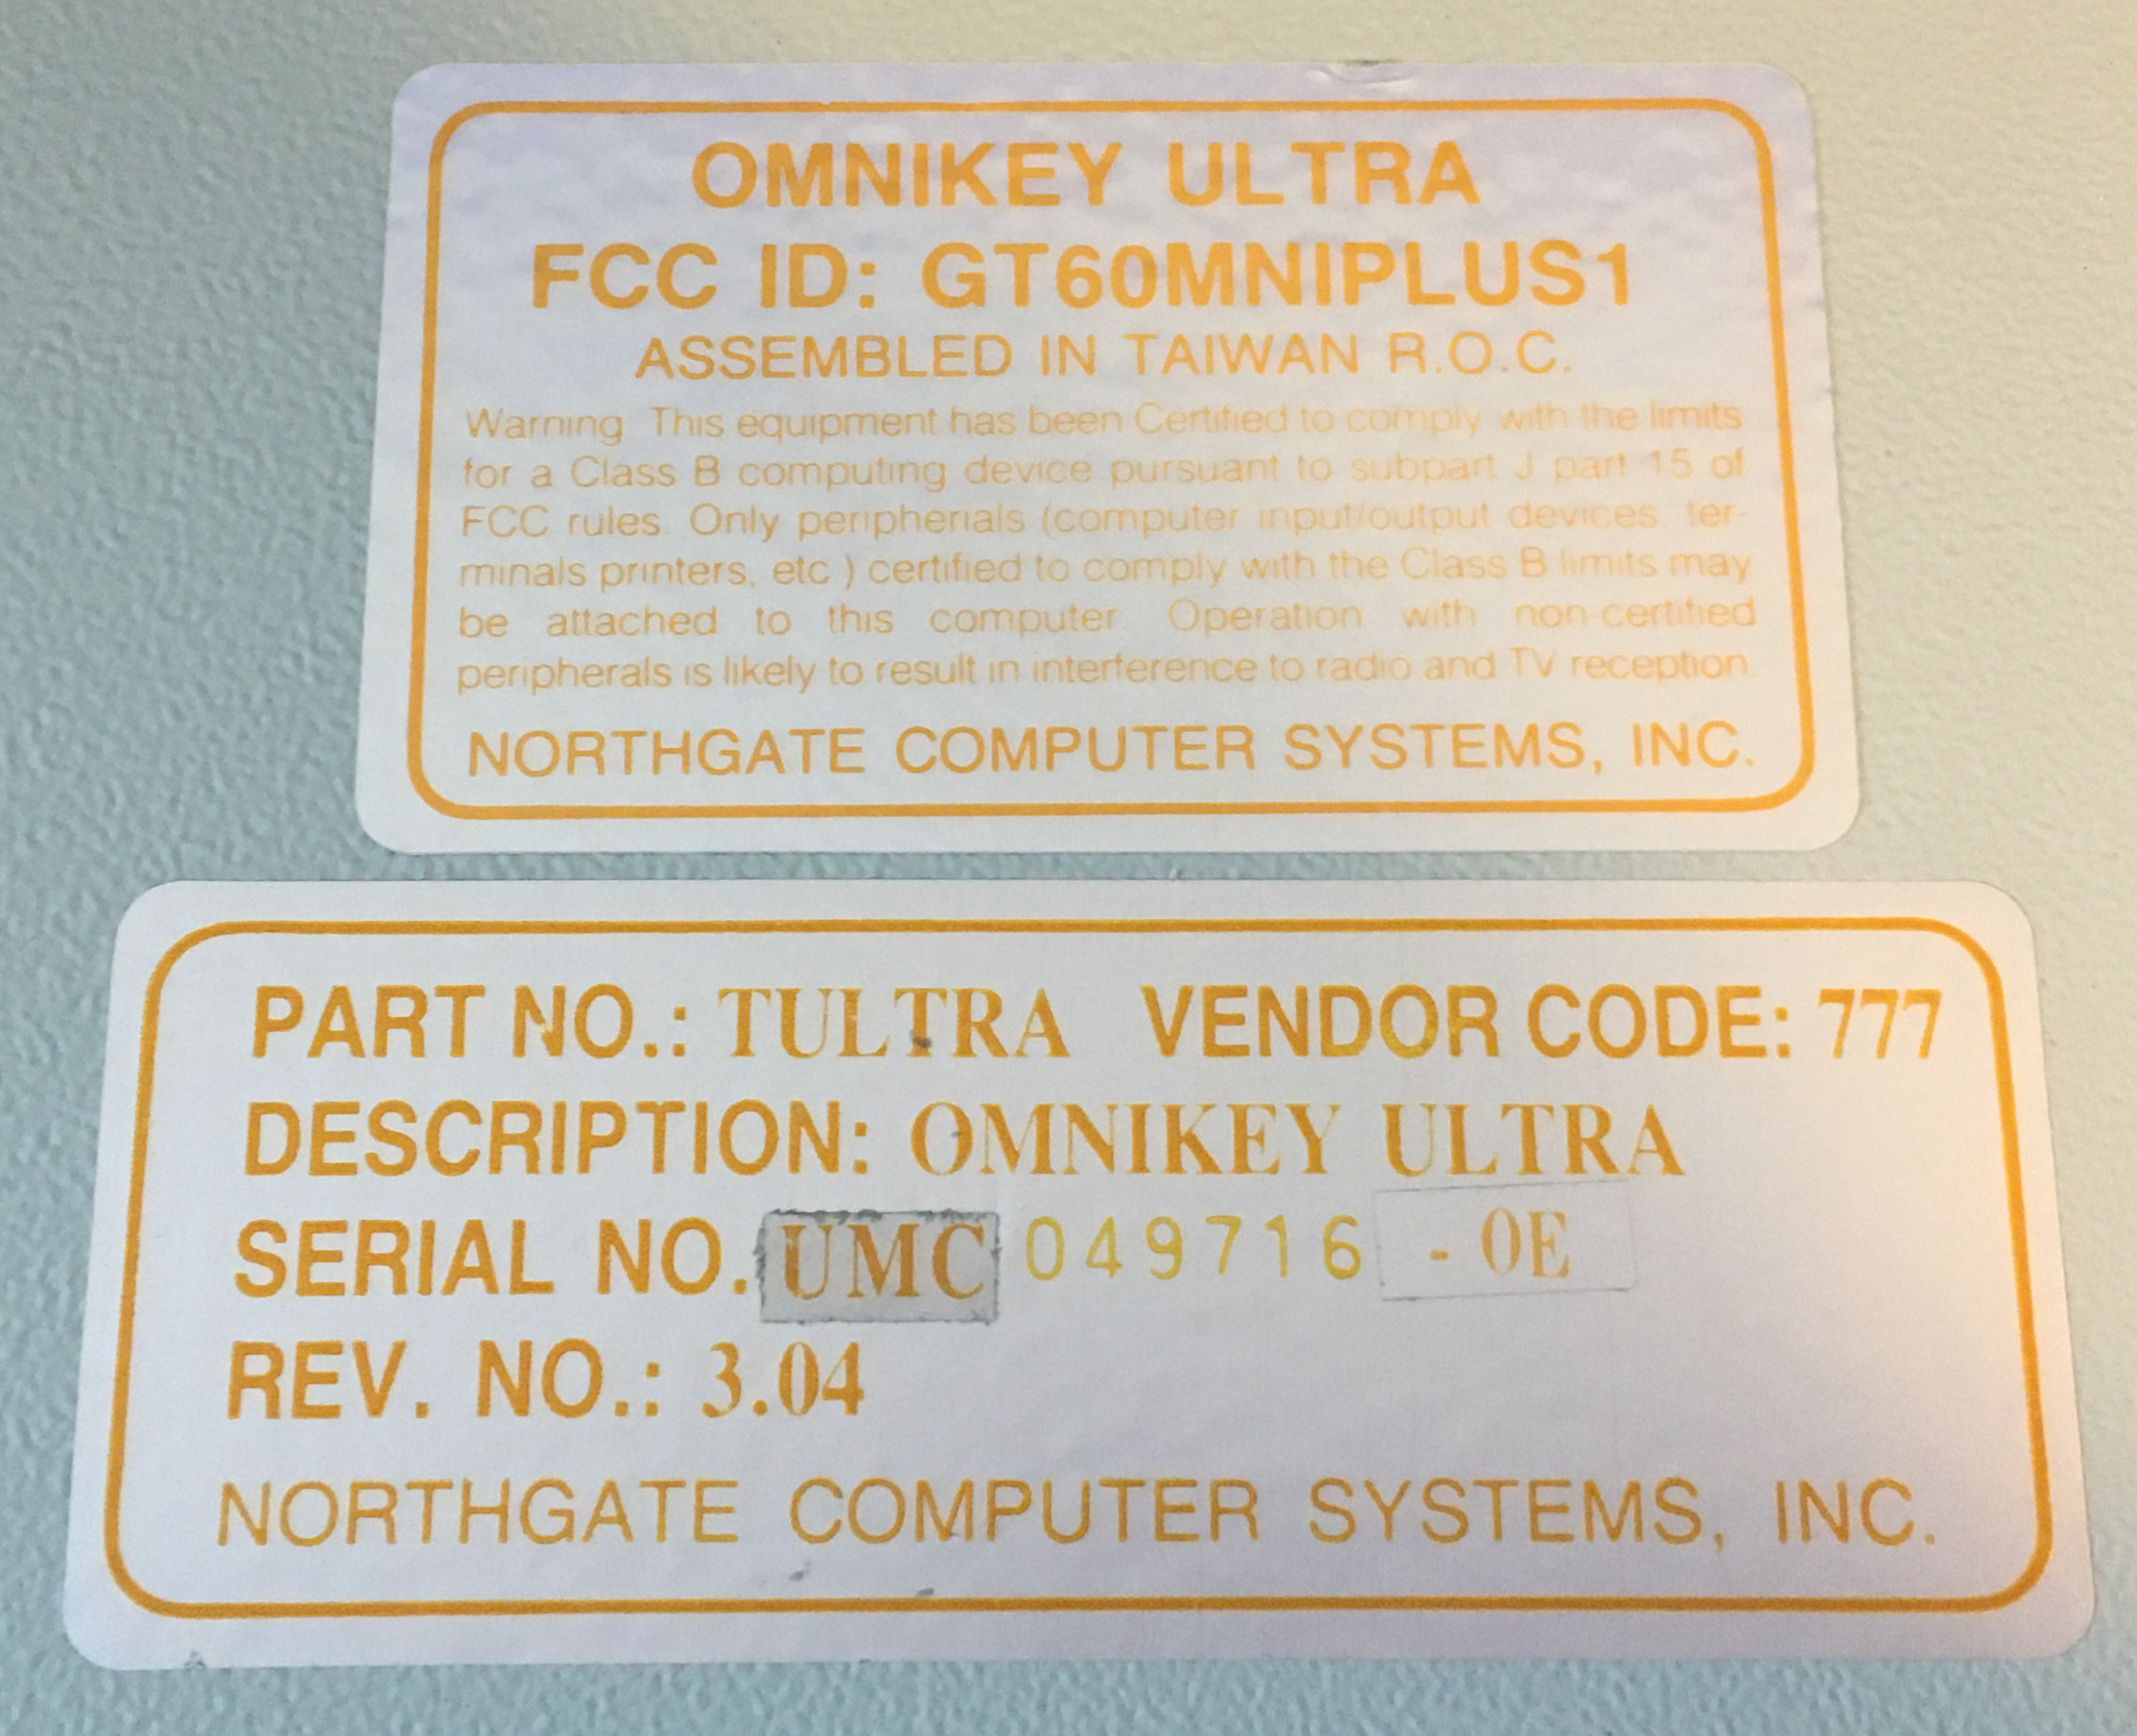 OMNIKEY ULTRA
FCC ID: GT60MNIPLUS1
ASSEMBLED IN TAIWAN R.O.C.
Warning This equipment has been Certified to comply with the limits
for a Class B computing device pursuant to subpart J part 15 of
FCC rules. Only peripherials (computer input/output devices ter-
minals printers, etc ) certified to comply with the Class B limits may
be attached to this computer Operation with non-certified
peripherals is likely to result in interference to radio and TV reception
NORTHGATE COMPUTER SYSTEMS, INC.
PART NO.: TULTRA VENDOR CODE: 777
DESCRIPTION: OMNIKEY ULTRA
SERIAL NO. UMC 049716 - 0E
REV. NO.: 3.04
NORTHGATE COMPUTER SYSTEMS, INC.